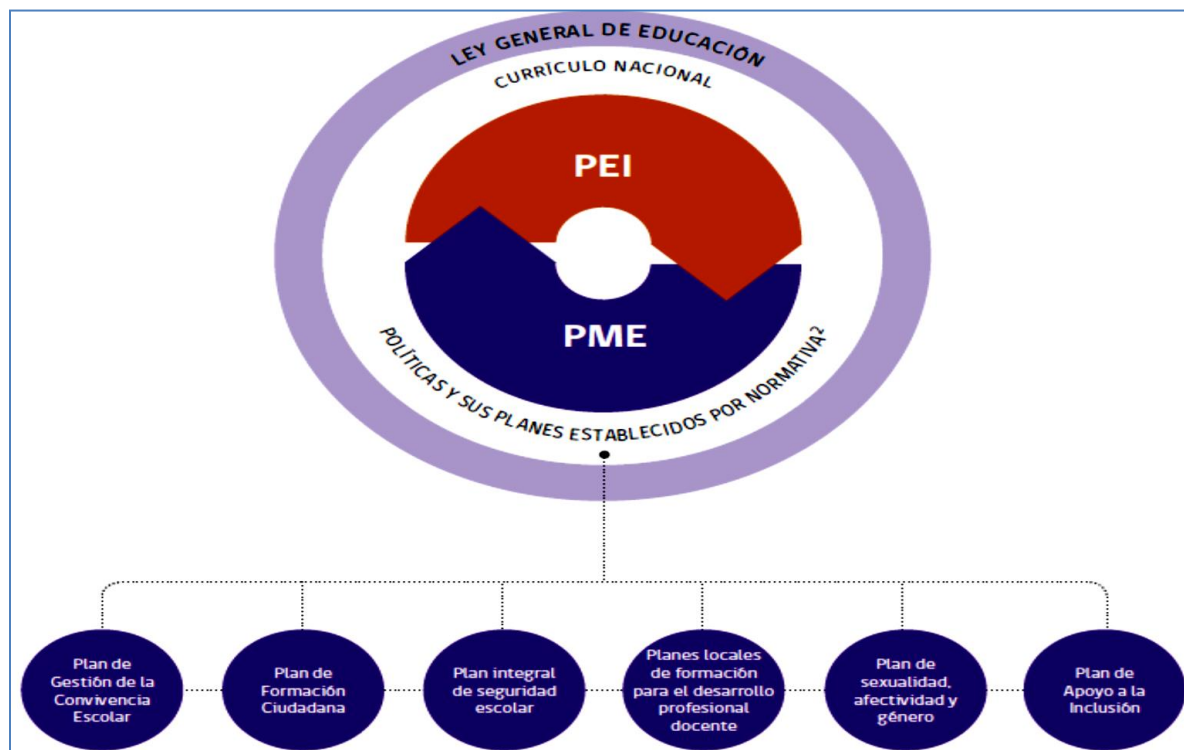 LEY GENERAL DE EDUCACIÓN
CURRÍCULO NACIONAL
PEI
PME
POLÍTICAS Y SUS PLANES ESTABLECIDOS POR NORMATIVA²
Plan de
Gestión de la
Convivencia
Escolar
Plan de
Formación
Ciudadana
Plan integral
de seguridad
escolar
Planes locales
de formación
para el desarrollo
profesional
docente
Plan de
sexualidad,
afectividad y
género
Plan de
Apoyo a la
Inclusión